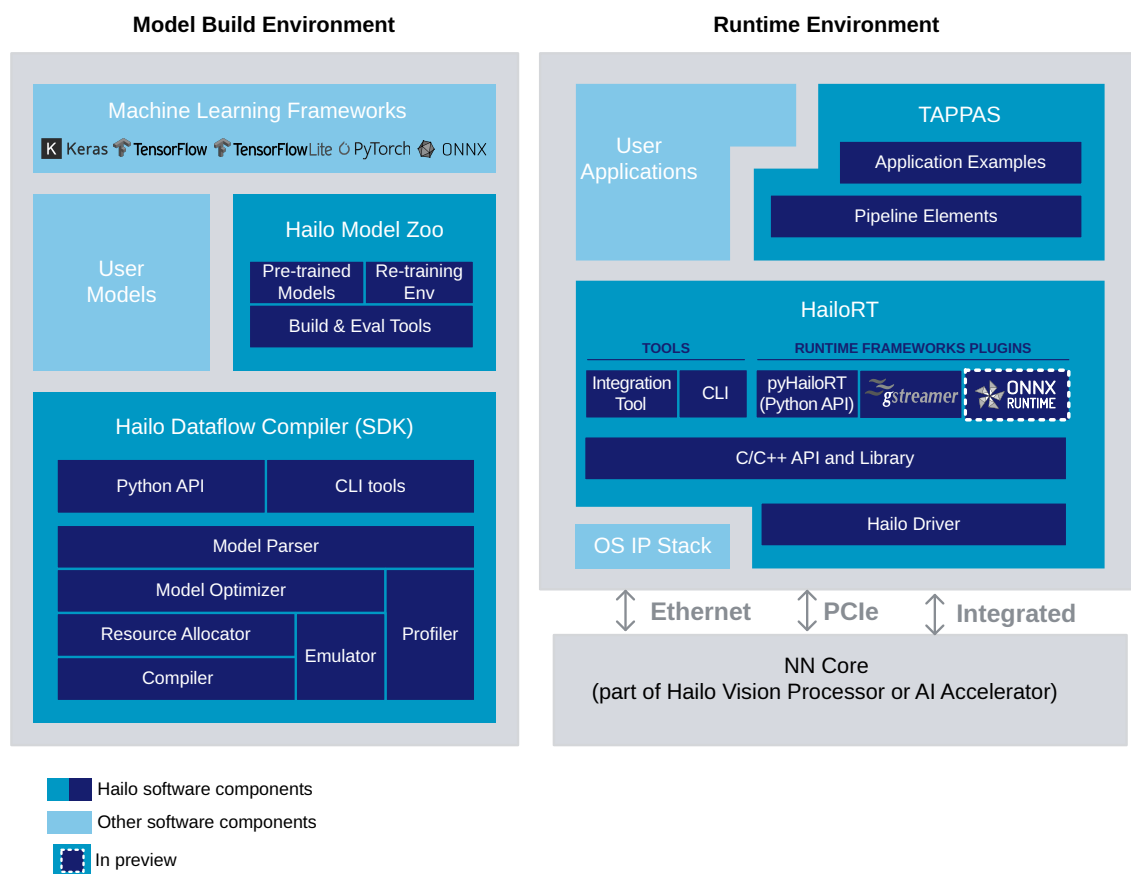 Model Build Environment
Runtime Environment
Machine Learning Frameworks
K Keras TensorFlow TensorFlow Lite PyTorch ONNX
User
Models
Hailo Model Zoo
Pre-trained
Models
Re-training
Env
Build & Eval Tools
Hailo Dataflow Compiler (SDK)
Python API
CLI tools
Model Parser
Model Optimizer
Resource Allocator
Compiler
Emulator
Profiler
User
Applications
TAPPAS
Application Examples
Pipeline Elements
HailoRT
TOOLS
RUNTIME FRAMEWORKS PLUGINS
Integration
Tool
CLI
pyHailoRT
(Python API)
gstreamer
ONNX
RUNTIME
C/C++ API and Library
Hailo Driver
OS IP Stack
Ethernet
PCIe
Integrated
NN Core
(part of Hailo Vision Processor or AI Accelerator)
Hailo software components
Other software components
In preview